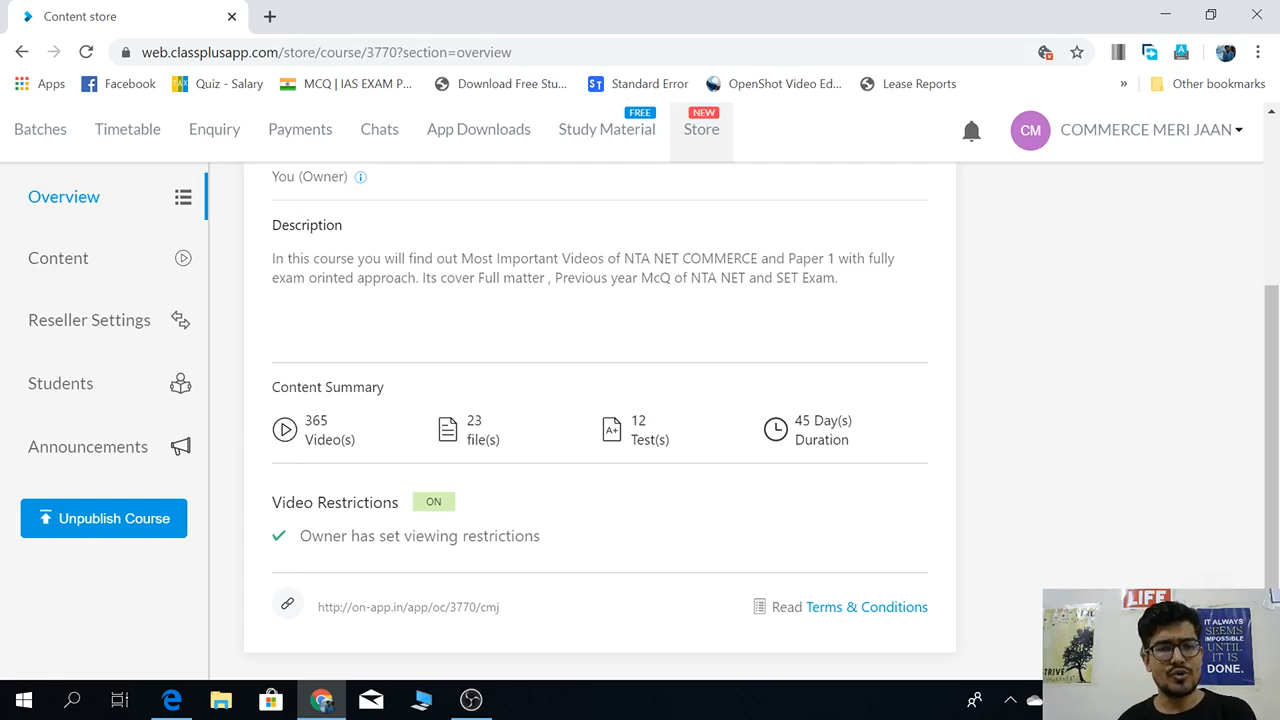 Content store
web.classplusapp.com/store/course/3770?section=overview
Apps Facebook Quiz - Salary MCQ | IAS EXAM P... Download Free Stu... Standard Error OpenShot Video Ed... Lease Reports » Other bookmarks
FREE NEW
Batches Timetable Enquiry Payments Chats App Downloads Study Material Store CM COMMERCE MERI JAAN
Overview
Content
Reseller Settings
Students
Announcements
Unpublish Course
You (Owner)
Description
In this course you will find out Most Important Videos of NTA NET COMMERCE and Paper 1 with fully
exam orinted approach. Its cover Full matter , Previous year McQ of NTA NET and SET Exam.
Content Summary
365 23 12 45 Day(s)
Video(s) file(s) Test(s) Duration
Video Restrictions ON
Owner has set viewing restrictions
http://on-app.in/app/oc/3770/cmj Read Terms & Conditions
LIFE
IT ALWAYS
SEEMS
IMPOSSIBLE
UNTIL
IT IS
DONE.